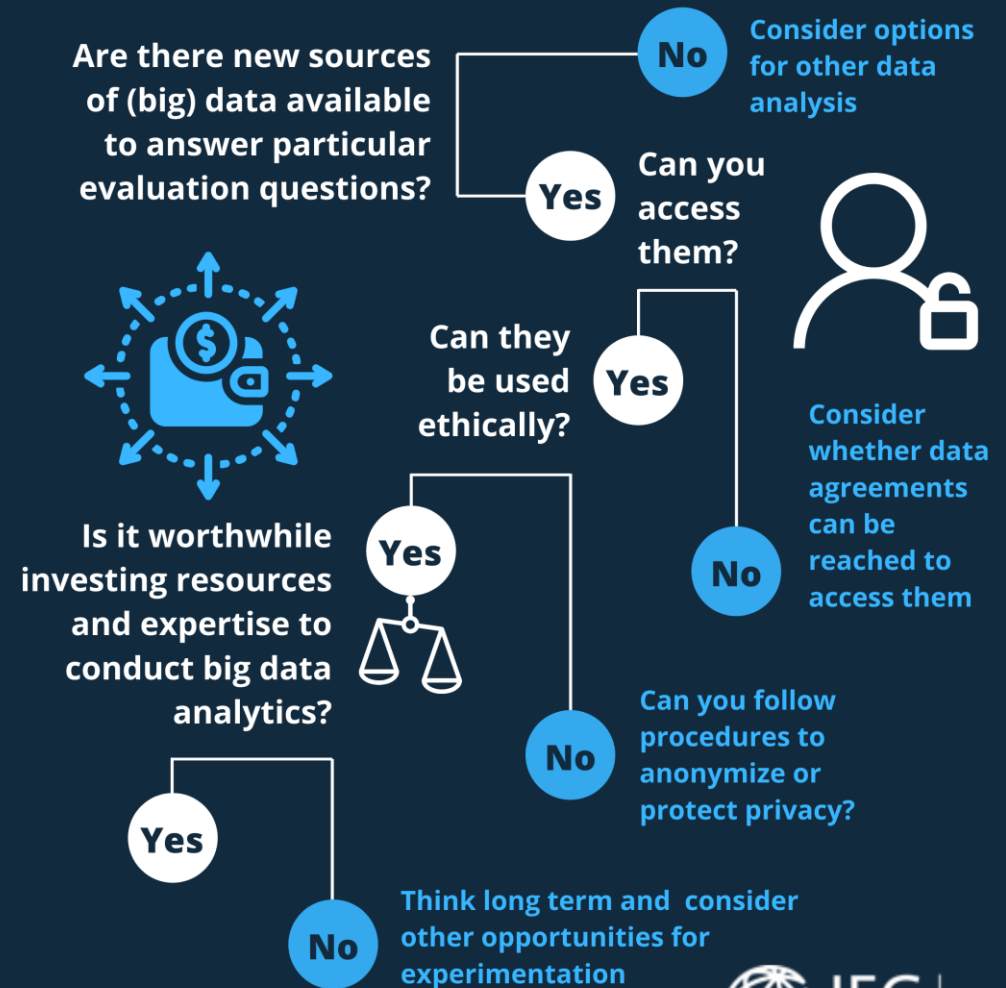 Are there new sources
of (big) data available
to answer particular
evaluation questions?
No
Consider options
for other data
analysis
Yes
Can you
access
them?
Can they
be used
ethically?
Yes
Consider
whether data
agreements
can be
reached to
access them
No
Is it worthwhile
investing resources
and expertise to
conduct big data
analytics?
Yes
$
Can you follow
procedures to
anonymize or
protect privacy?
No
Yes
No
Think long term and consider
other opportunities for
experimentation